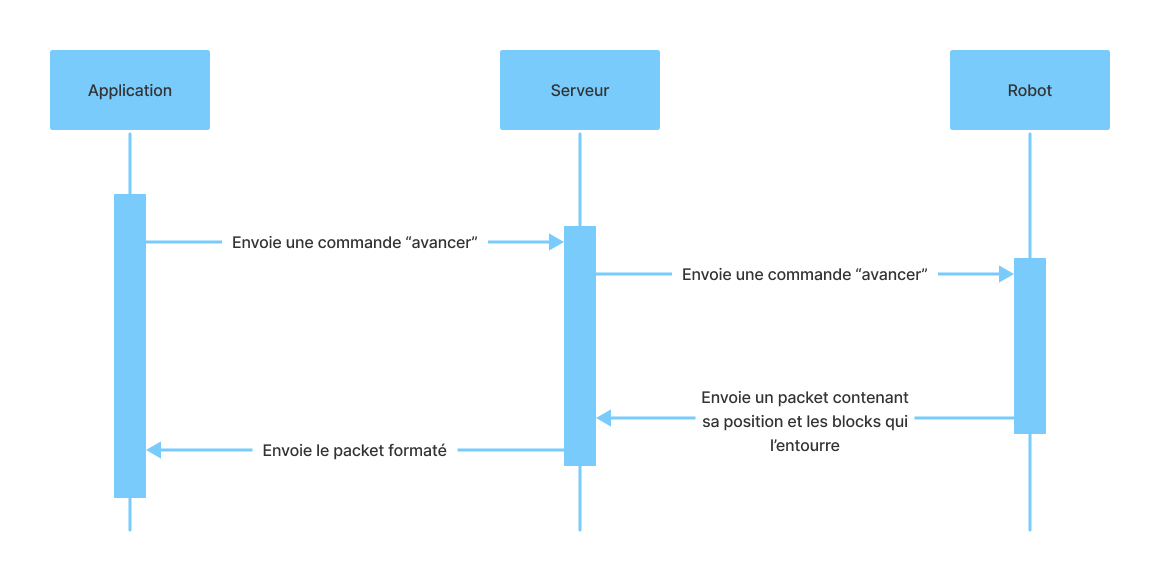 Application
Serveur
Robot
Envoie une commande “avancer”
Envoie une commande “avancer”
Envoie un packet contenant
sa position et les blocks qui
l’entourre
Envoie le packet formaté